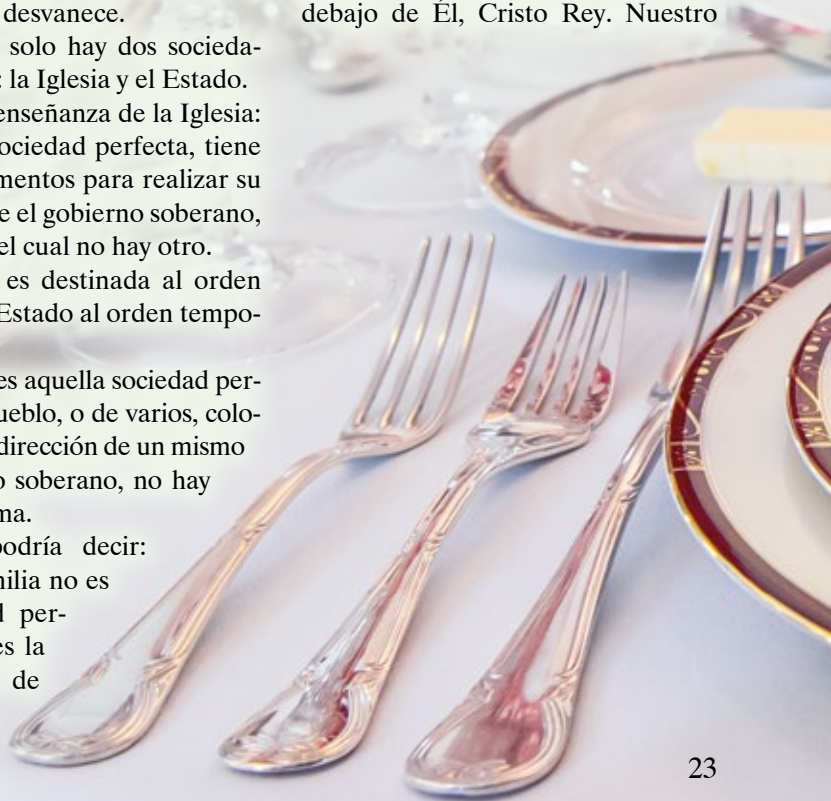 desvanece.
solo hay dos socieda-
: la Iglesia y el Estado.
enseñanza de la Iglesia:
ociedad perfecta, tiene
mentos para realizar su
e el gobierno soberano,
el cual no hay otro.
es destinada al orden
Estado al orden tempo-
es aquella sociedad per-
ueblo, o de varios, colo-
dirección de un mismo
o soberano, no hay
ma.
podría decir:
milia no es
d per-
es la
de
debajo de Él, Cristo Rey. Nuestro
23